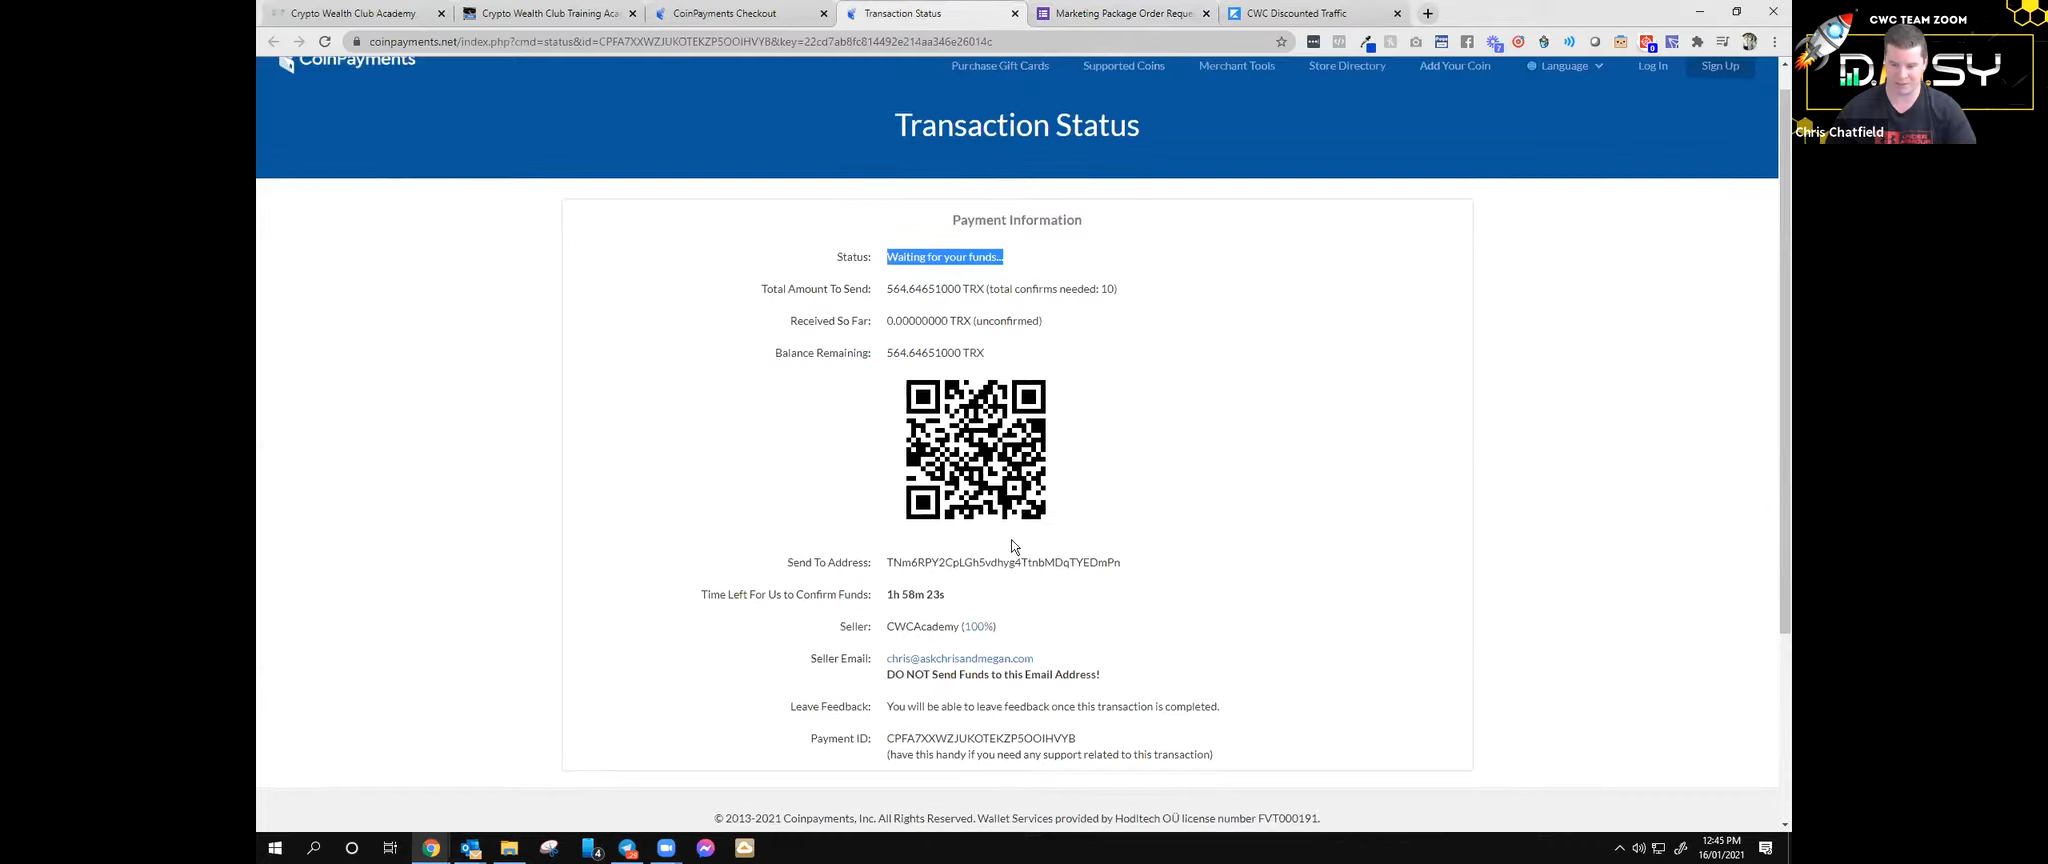 Crypto Wealth Club Academy
Crypto Wealth Club Training Aca
CoinPayments Checkout
Transaction Status
Marketing Package Order Reque
CWC Discounted Traffic
coinpayments.net/index.php?cmd=status&id=CPFA7XXWZJUKOTEKZP5OOIHVYB&key=22cd7ab8fc814492e214aa346e26014c
CWC TEAM ZOOM
Chris Chatfield
CoinPayments
Purchase Gift Cards
Supported Coins
Merchant Tools
Store Directory
Add Your Coin
Language
Log In
Sign Up
Transaction Status
Payment Information
Status: Waiting for your funds...
Total Amount To Send: 564.64651000 TRX (total confirms needed: 10)
Received So Far: 0.00000000 TRX (unconfirmed)
Balance Remaining: 564.64651000 TRX
Send To Address: TNm6RPY2CpLGh5vdhyg4TtnbMDqTYEDmPn
Time Left For Us to Confirm Funds: 1h 58m 23s
Seller: CWCAcademy (100%)
Seller Email: chris@askchrisandmegan.com
DO NOT Send Funds to this Email Address!
Leave Feedback: You will be able to leave feedback once this transaction is completed.
Payment ID: CPFA7XXWZJUKOTEKZP5OOIHVYB
(have this handy if you need any support related to this transaction)
© 2013-2021 Coinpayments, Inc. All Rights Reserved. Wallet Services provided by Hodltech OÜ license number FVT000191.
12:45 PM
16/01/2021